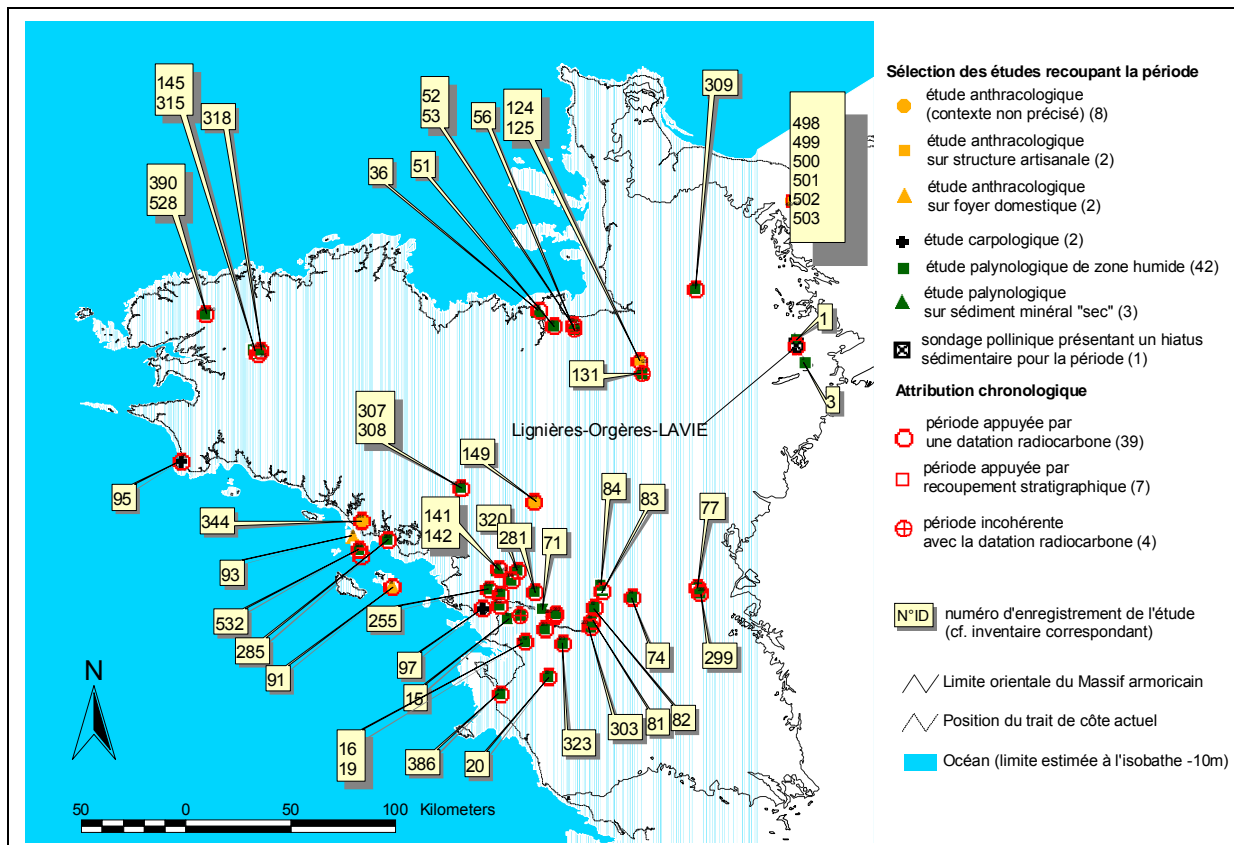 145
315
318
52
53
56
124
125
309
498
499
500
501
502
503
36
51
390
528
1
131
3
Lignières-Orgères-LAVIE
307
308
149
84
83
77
95
344
141
142
320
281
71
93
255
532
285
91
97
15
74
299
16
19
386
20
323
303
81
82
N
50
0
50
100
Kilometers
Sélection des études recoupant la période
étude anthracologique
(contexte non précisé) (8)
étude anthracologique
sur structure artisanale (2)
étude anthracologique
sur foyer domestique (2)
étude carpologique (2)
étude palynologique de zone humide (42)
étude palynologique
sur sédiment minéral "sec" (3)
sondage pollinique présentant un hiatus
sédimentaire pour la période (1)
Attribution chronologique
période appuyée par
une datation radiocarbone (39)
période appuyée par
recoupement stratigraphique (7)
période incohérente
avec la datation radiocarbone (4)
N°ID
numéro d'enregistrement de l'étude
(cf. inventaire correspondant)
Limite orientale du Massif armoricain
Position du trait de côte actuel
Océan (limite estimée à l'isobathe -10m)